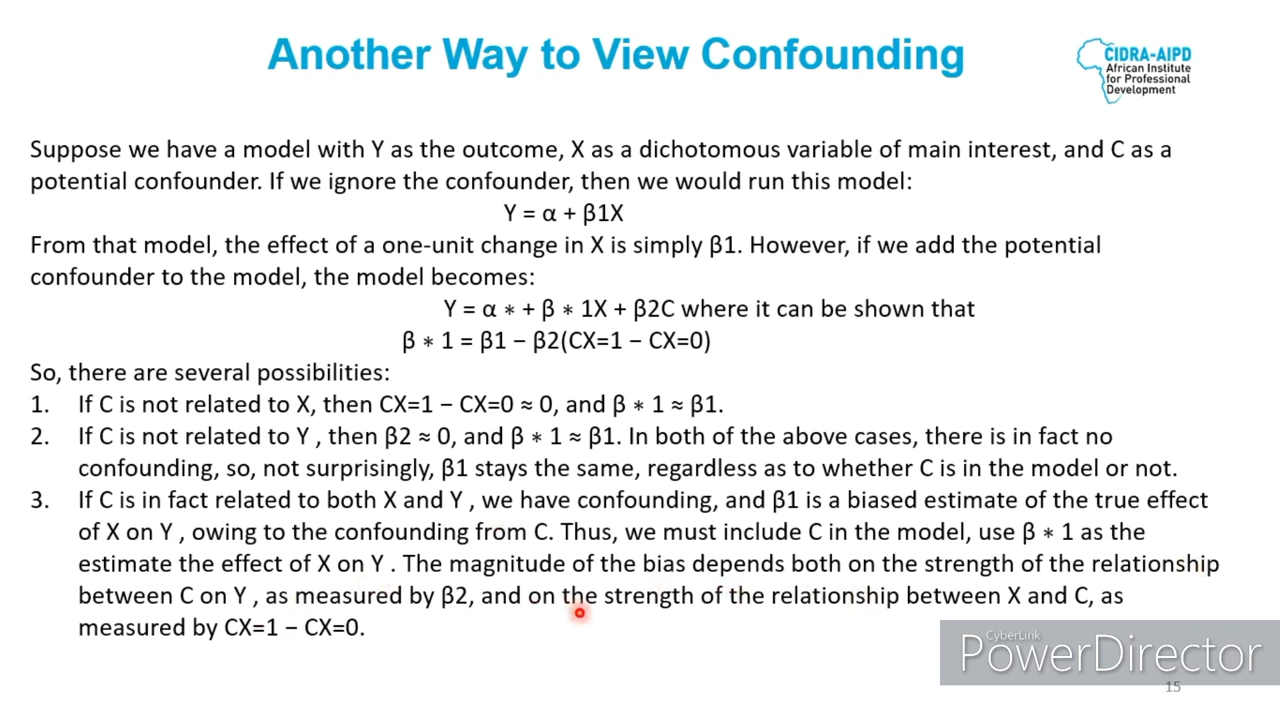 Another Way to View Confounding
CIDRA-AIPD
African Institute
for Professional
Development
Suppose we have a model with Y as the outcome, X as a dichotomous variable of main interest, and C as a
potential confounder. If we ignore the confounder, then we would run this model:
Y = α + β1X
From that model, the effect of a one-unit change in X is simply β1. However, if we add the potential
confounder to the model, the model becomes:
Y = α ∗ + β ∗ 1X + β2C where it can be shown that
β ∗ 1 = β1 − β2(CX=1 − CX=0)
So, there are several possibilities:
1. If C is not related to X, then CX=1 − CX=0 ≈ 0, and β ∗ 1 ≈ β1.
2. If C is not related to Y , then β2 ≈ 0, and β ∗ 1 ≈ β1. In both of the above cases, there is in fact no
confounding, so, not surprisingly, β1 stays the same, regardless as to whether C is in the model or not.
3. If C is in fact related to both X and Y , we have confounding, and β1 is a biased estimate of the true effect
of X on Y , owing to the confounding from C. Thus, we must include C in the model, use β ∗ 1 as the
estimate the effect of X on Y . The magnitude of the bias depends both on the strength of the relationship
between C on Y , as measured by β2, and on the strength of the relationship between X and C, as
measured by CX=1 − CX=0.
CyberLink
PowerDirector
15